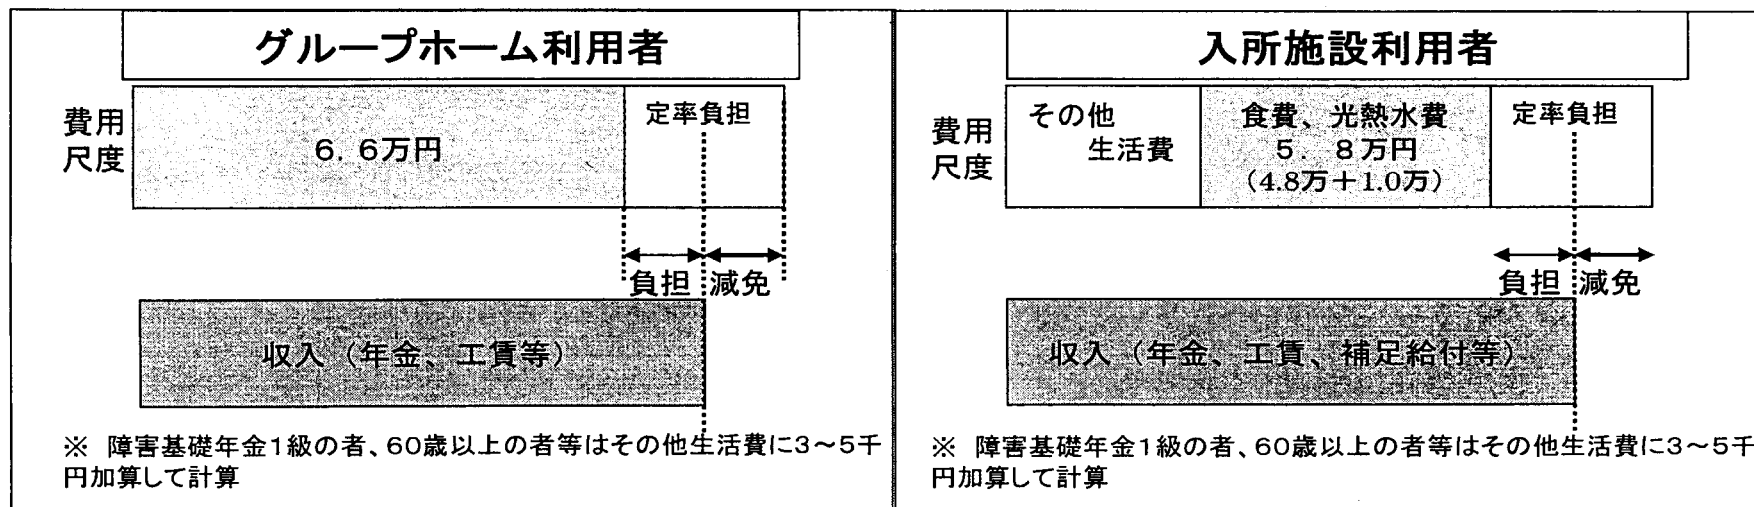 グループホーム利用者
費用
尺度
6.6万円
定率負担
負担
減免
収入（年金、工賃等）
※ 障害基礎年金1級の者、60歳以上の者等はその他生活費に3～5千
円加算して計算
入所施設利用者
費用
尺度
その他
生活費
食費、光熱水費
5.8万円
(4.8万＋1.0万)
定率負担
負担
減免
収入（年金、工賃、補足給付等）
※ 障害基礎年金1級の者、60歳以上の者等はその他生活費に3～5千
円加算して計算